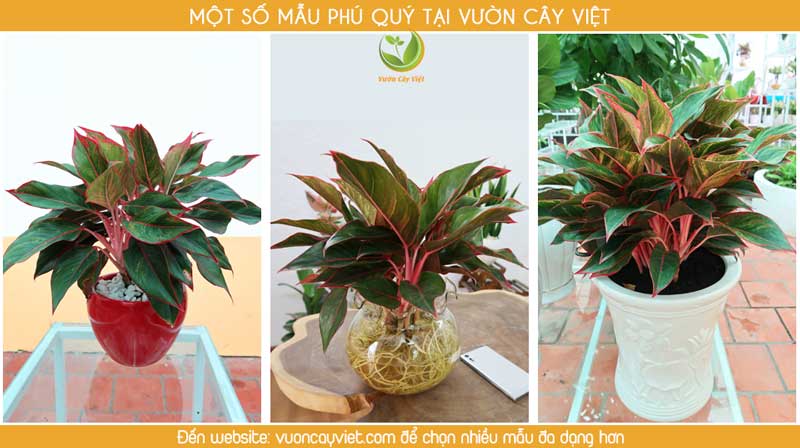 MỘT SỐ MẪU PHÚ QUÝ TẠI VƯỜN CÂY VIỆT
Vườn Cây Việt
Đến website: vuoncayviet.com để chọn nhiều mẫu đa dạng hơn